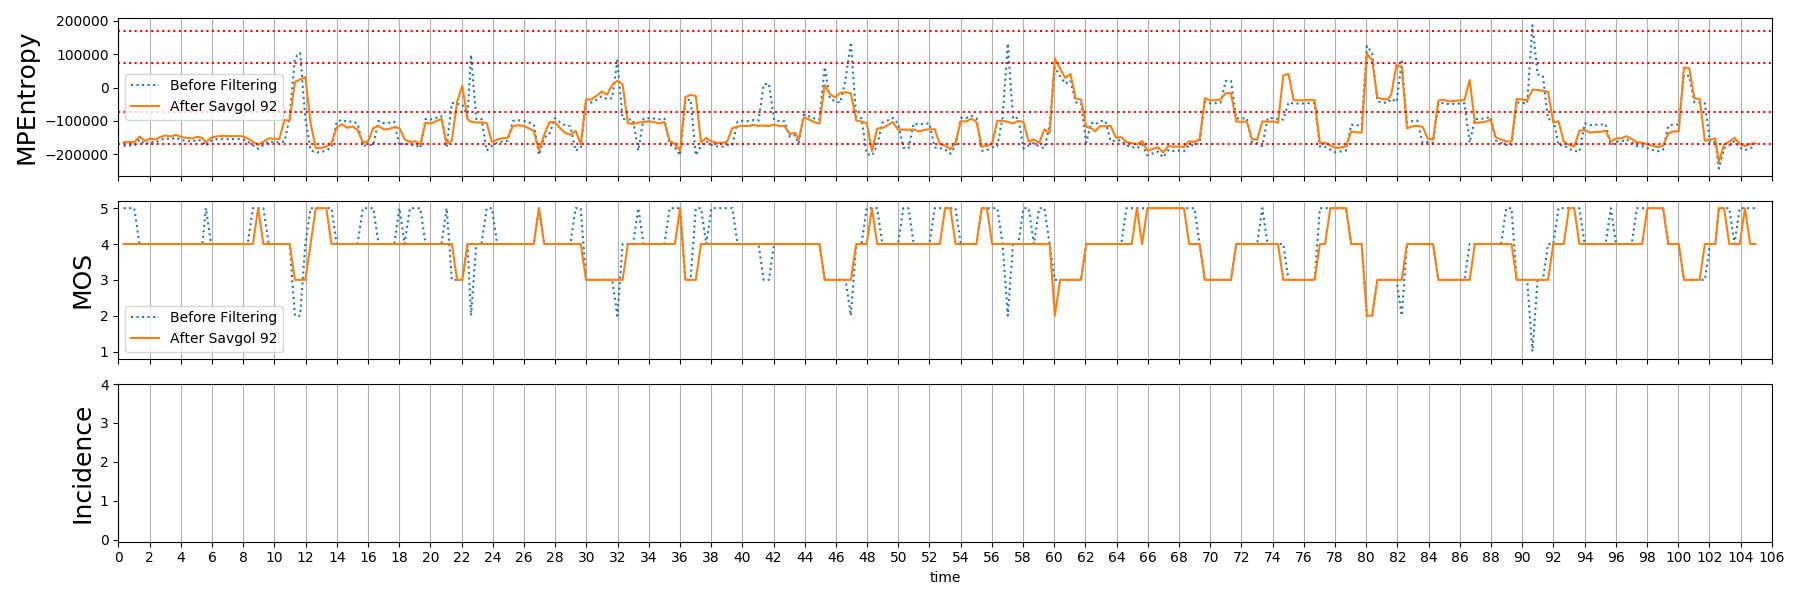 MPEntropy
200000
100000
0
−100000
−200000
Before Filtering
After Savgol 92
MOS
5
4
3
2
1
Before Filtering
After Savgol 92
Incidence
4
3
2
1
0
0 2 4 6 8 10 12 14 16 18 20 22 24 26 28 30 32 34 36 38 40 42 44 46 48 50 52 54 56 58 60 62 64 66 68 70 72 74 76 78 80 82 84 86 88 90 92 94 96 98 100 102 104 106
time